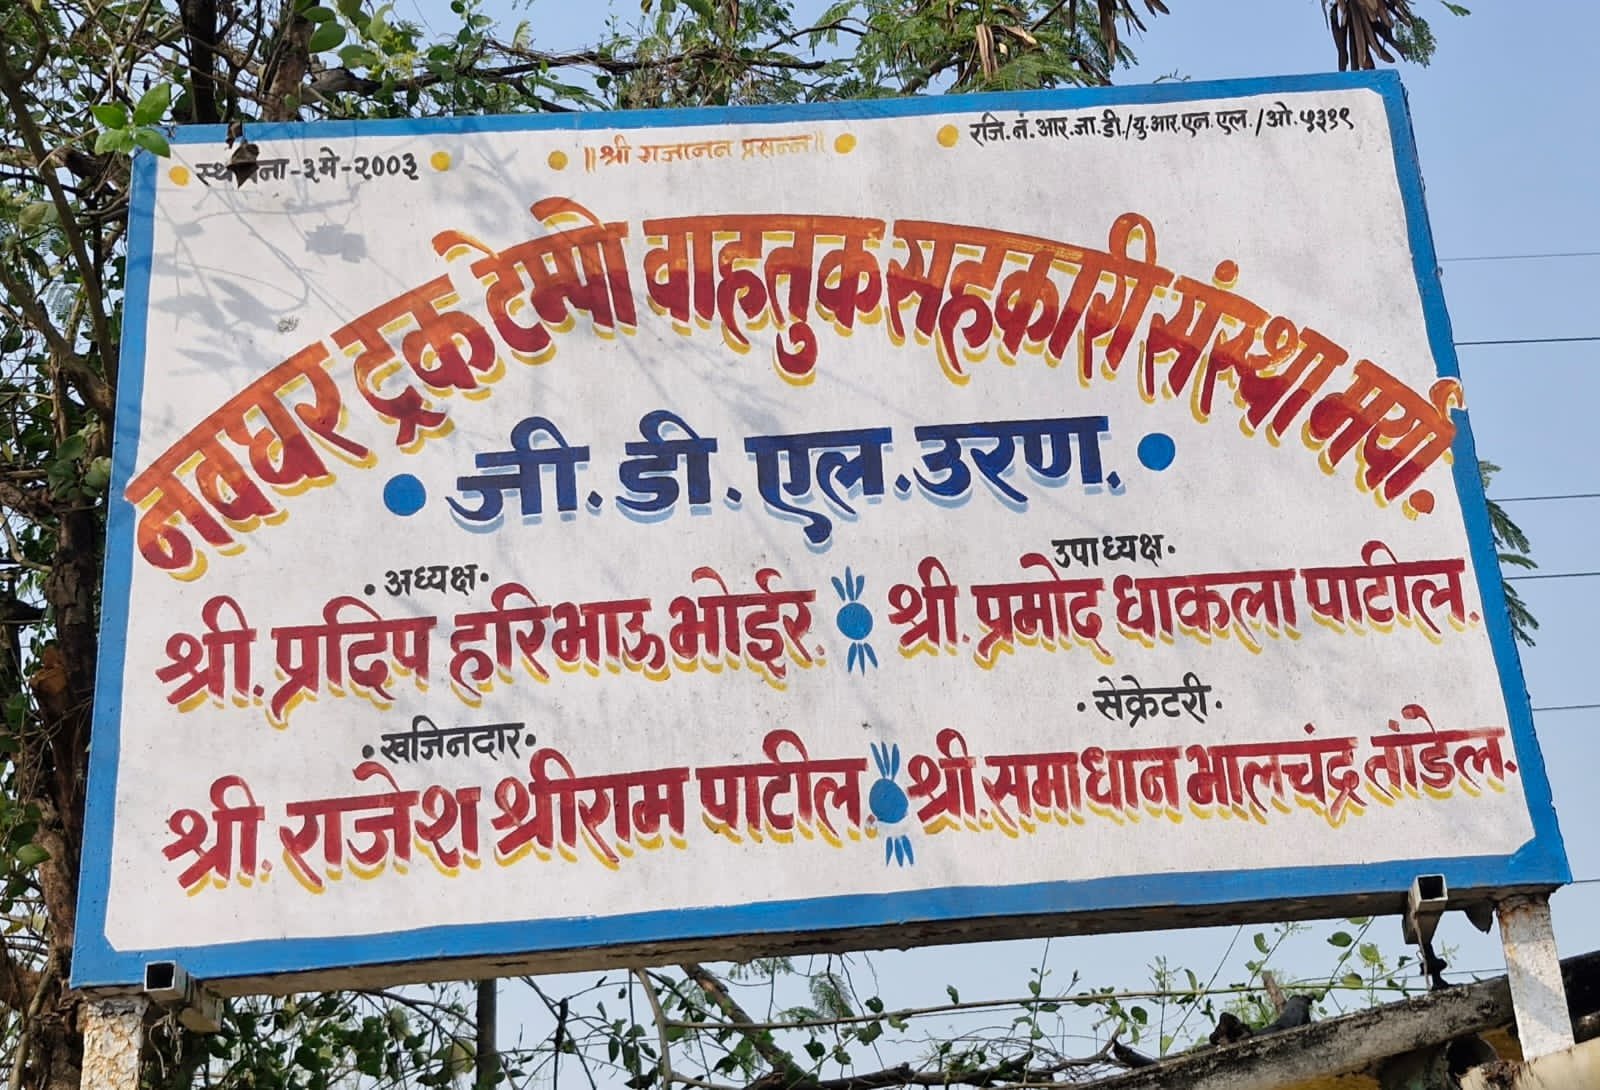 स्थापना-३मे-२००३
॥श्री गजानन प्रसन्न॥
रजि.नं.आर.जा.डी./यु.आर.एन.एल./ओ.५३१९
नवघर ट्रक टेम्पो वाहतुक सहकारी संस्था मर्या.
जी.डी.एल.उरण.
अध्यक्ष
श्री.प्रदिप हरिभाऊ भोईर.
उपाध्यक्ष
श्री.प्रमोद धाकला पाटील.
खजिनदार
श्री.राजेश श्रीराम पाटील.
सेक्रेटरी
श्री.समाधान भालचंद्र तांडेल.